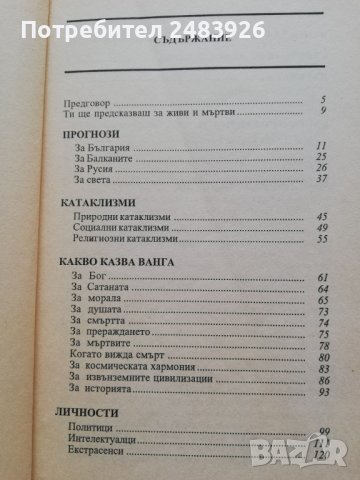 Потребител 2483926
СЪДЪРЖАНИЕ
Предговор 5
Ти ще предсказваш за живи и мъртви 9
ПРОГНОЗИ
За България 11
За Балканите 25
За Русия 26
За света 37
КАТАКЛИЗМИ
Природни катаклизми 45
Социални катаклизми 49
Религиозни катаклизми 55
КАКВО КАЗВА ВАНГА
За Бог 61
За Сатаната 64
За морала 65
За душата 73
За смъртта 74
За прераждането 75
За мъртвите 78
Когато вижда смърт 80
За космическата хармония 83
За извънземните цивилизации 86
За историята 93
ЛИЧНОСТИ
Политици 99
Интелектуалци
Екстрасенси 120
BAZAR